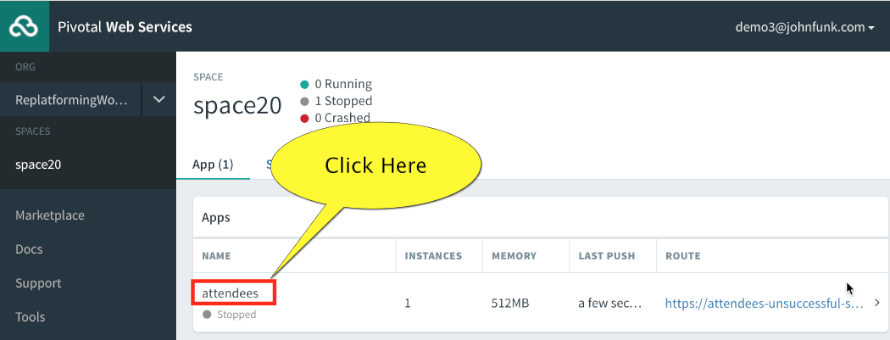 Pivotal Web Services
demo3@johnfunk.com
ORG
ReplatformingWo...
SPACES
space20
Marketplace
Docs
Support
Tools
SPACE
space20
0 Running
1 Stopped
0 Crashed
App (1)
S
Click Here
Apps
NAME INSTANCES MEMORY LAST PUSH ROUTE
attendees 1 512MB a few sec... https://attendees-unsuccessful-s...
Stopped